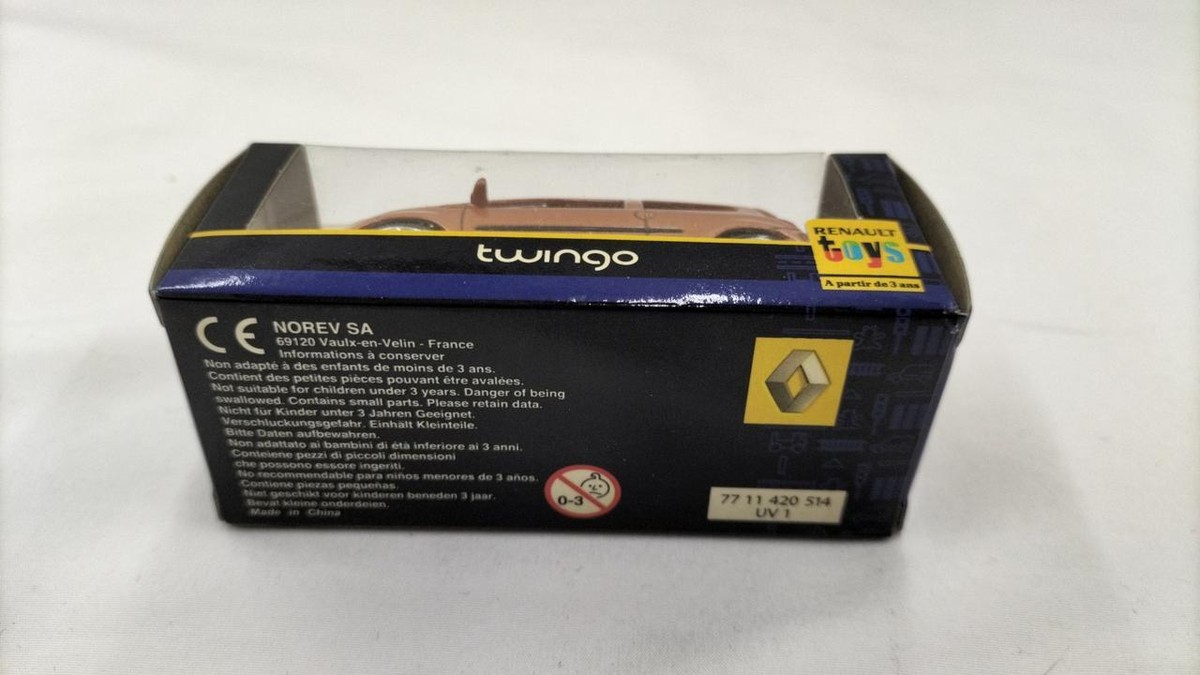 twingo
RENAULT
toys
A partir de 3 ans
CE
NOREV SA
69120 Vaulx-en-Velin - France
Informations à conserver
Non adapté à des enfants de moins de 3 ans.
Contient des petites pièces pouvant être avalées.
Not suitable for children under 3 years. Danger of being
swallowed. Contains small parts. Please retain data.
Nicht für Kinder unter 3 Jahren Geeignet.
Verschluckungsgefahr. Einhält Kleinteile.
Bitte Daten aufbewahren.
Non adattato ai bambini di età inferiore ai 3 anni.
Conteiene pezzi di piccoli dimensioni
che possono essore ingeriti.
No recommendable para niños menores de 3 años.
Contiene piezas pequeñas.
Niet geschikt voor kinderen beneden 3 jaar.
Bevat kleine onderdeien.
Made in China
0-3
77 11 420 514
UV 1